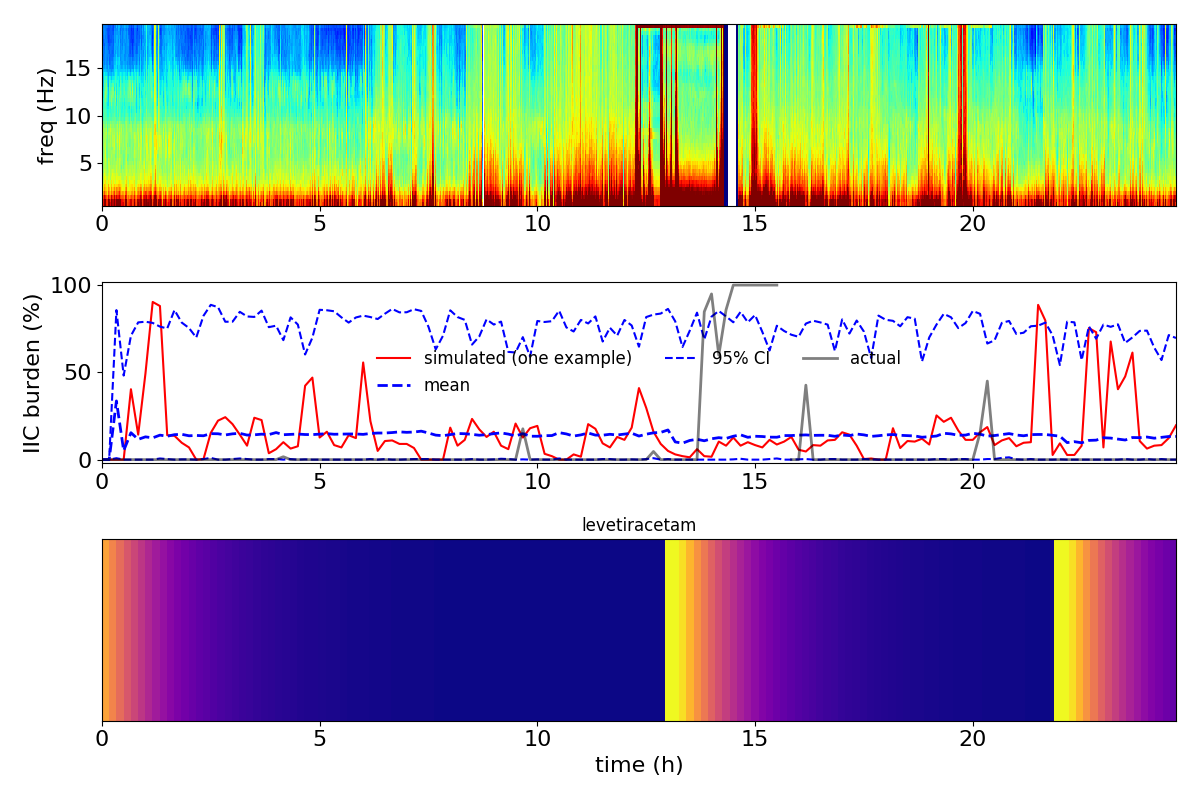 freq (Hz)
15
10
5
0 5 10 15 20
IIC burden (%)
100
50
0
simulated (one example) 95% CI actual
mean
0 5 10 15 20
levetiracetam
0 5 10 15 20
time (h)